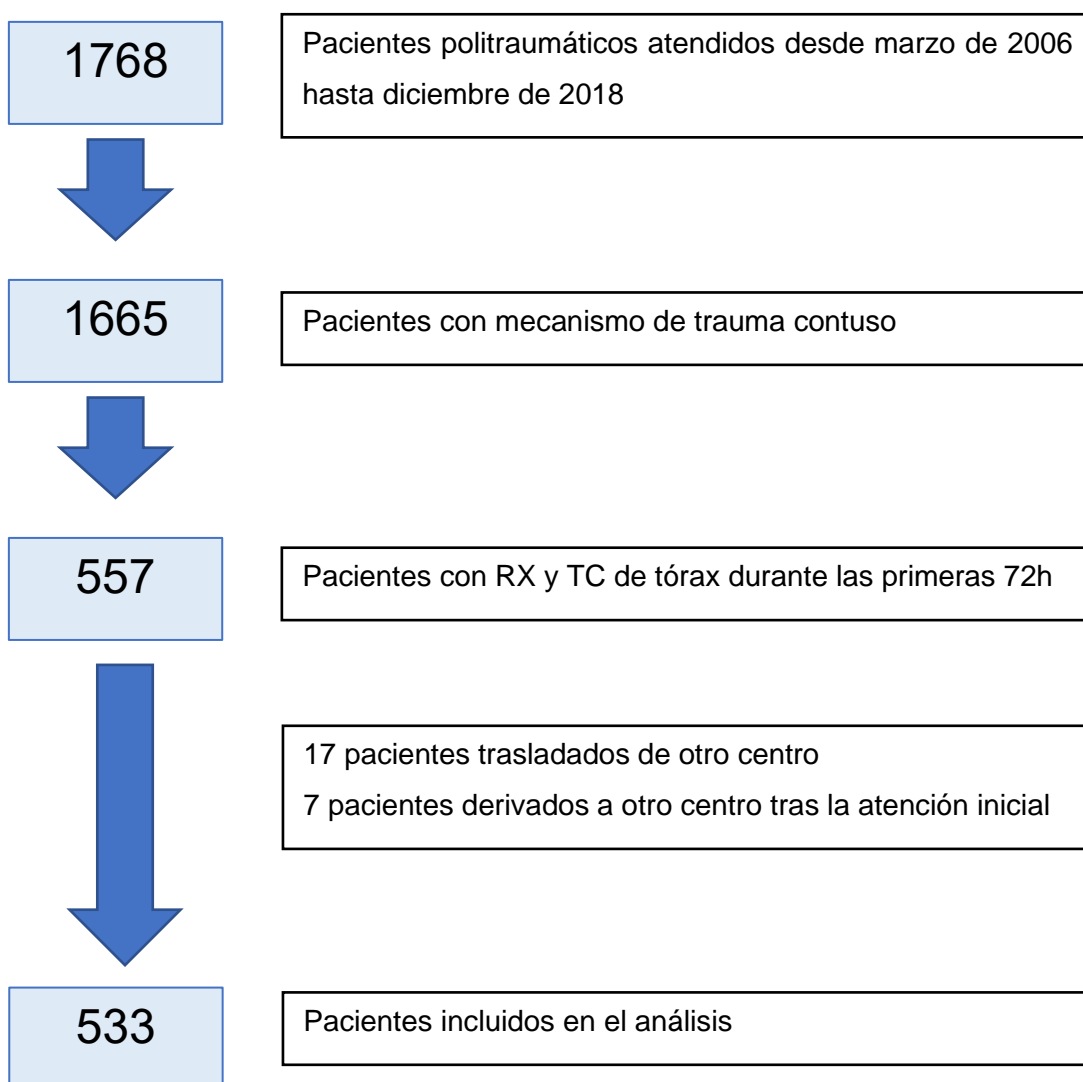 1768
Pacientes politraumáticos atendidos desde marzo de 2006
hasta diciembre de 2018
1665
Pacientes con mecanismo de trauma contuso
557
Pacientes con RX y TC de tórax durante las primeras 72h
17 pacientes trasladados de otro centro
7 pacientes derivados a otro centro tras la atención inicial
533
Pacientes incluidos en el análisis